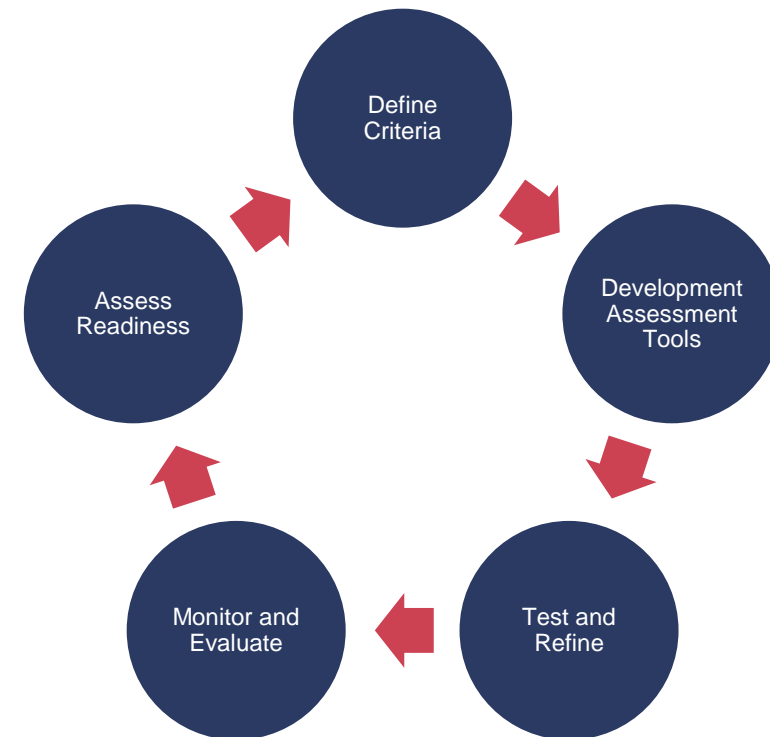 Define
Criteria
Development
Assessment
Tools
Test and
Refine
Monitor and
Evaluate
Assess
Readiness